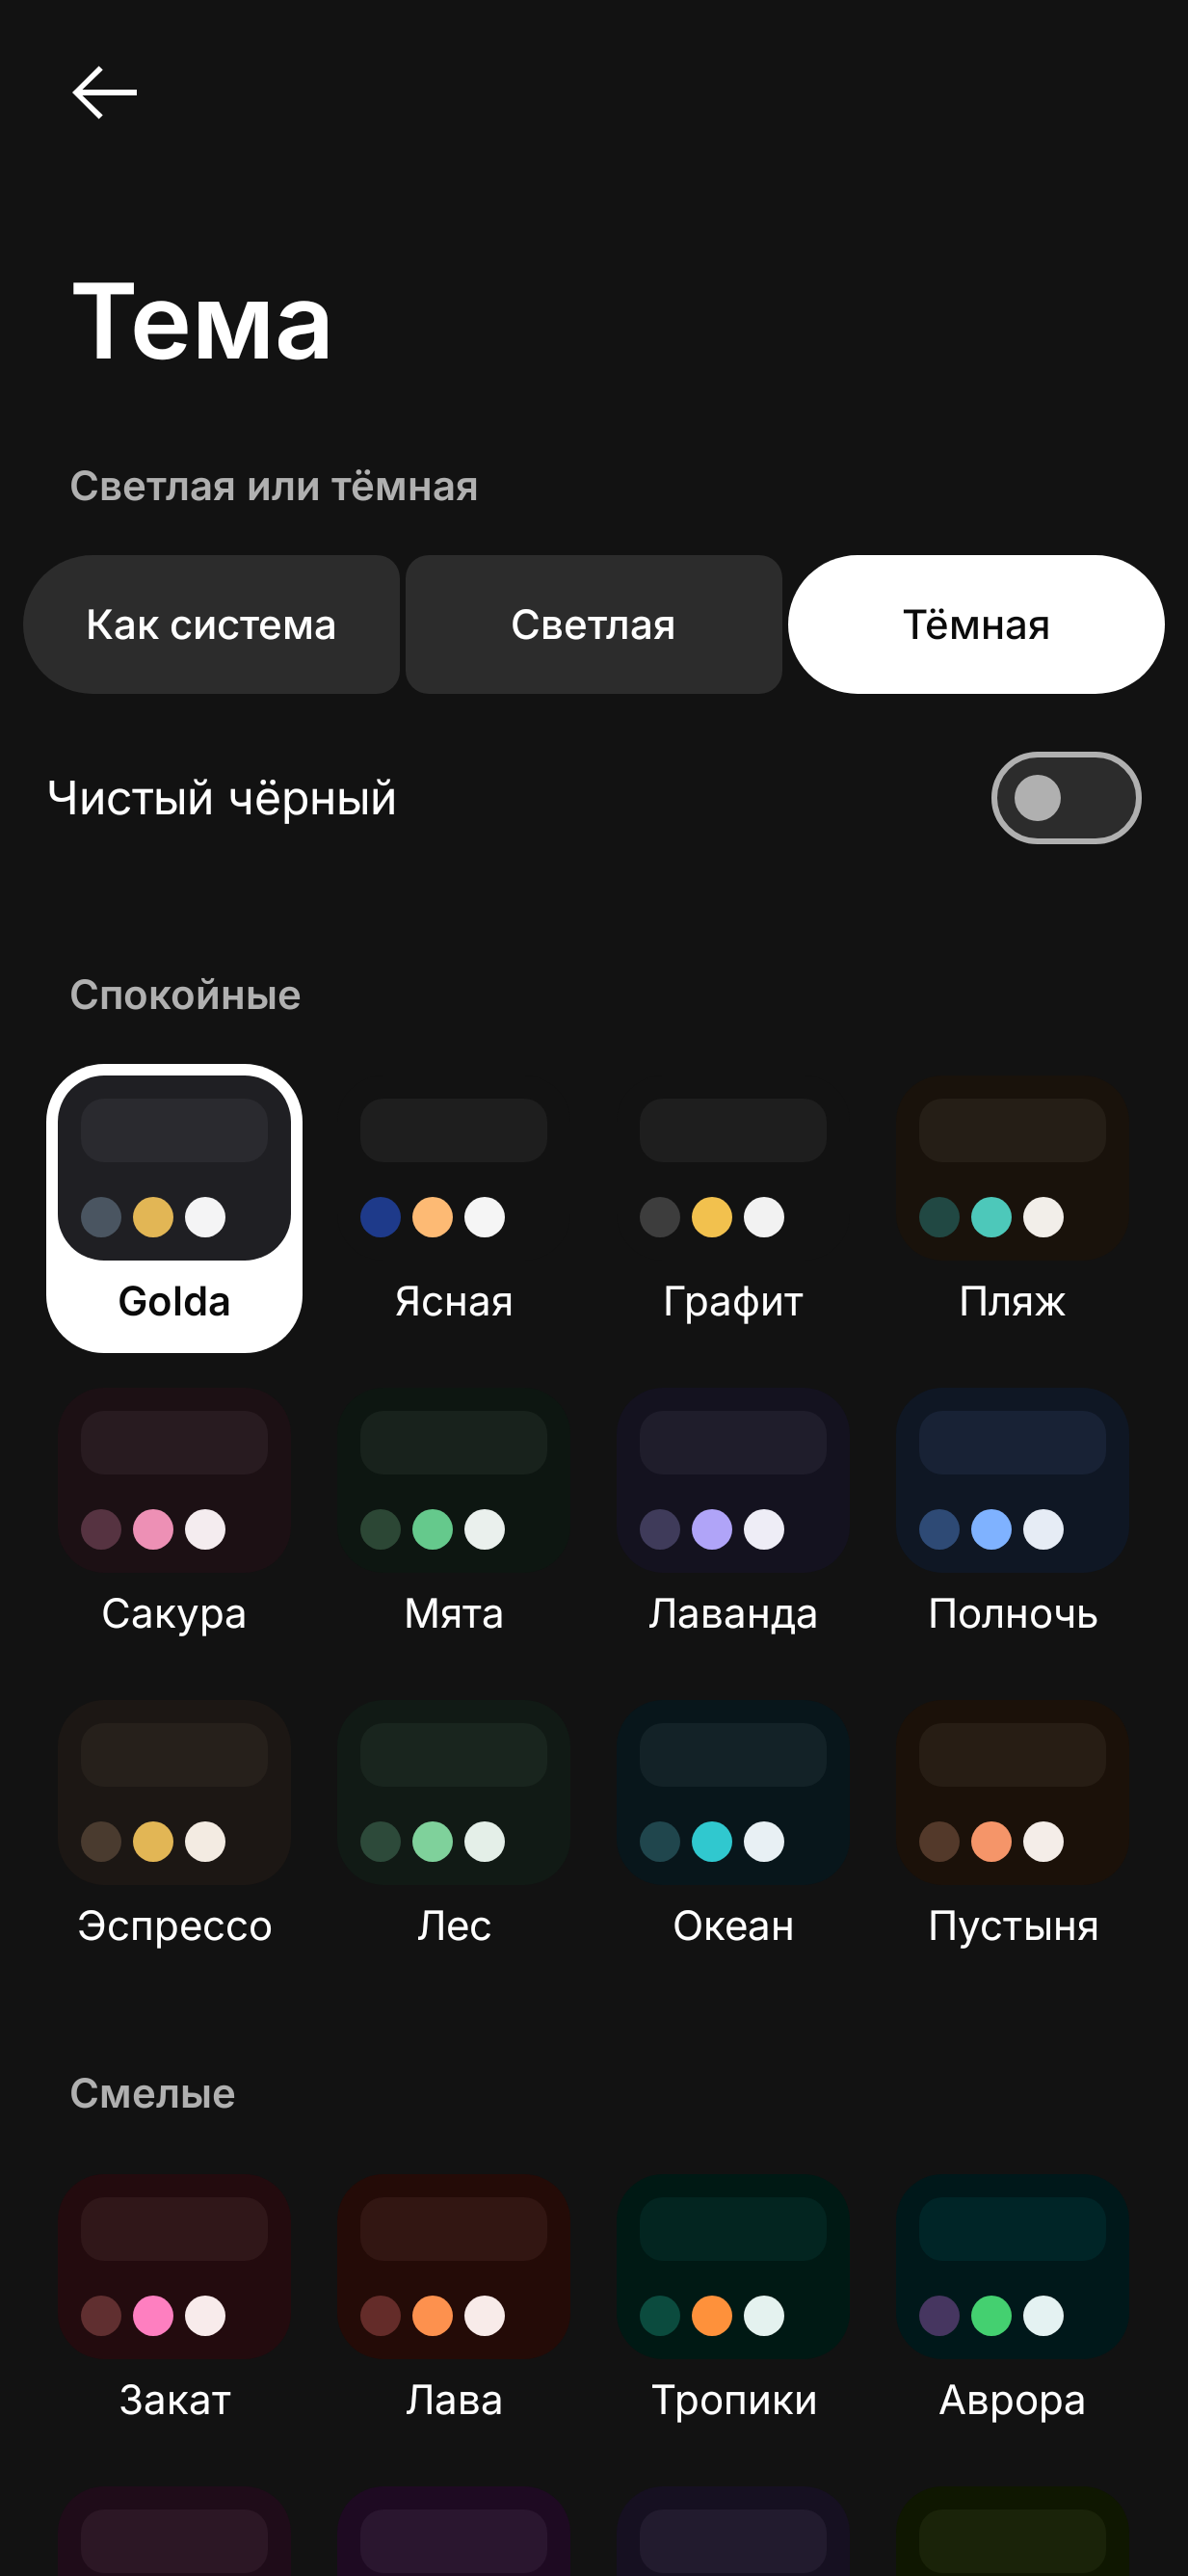 Тема
Светлая или тёмная
Как система Светлая Тёмная
Чистый чёрный
Спокойные
Golda Ясная Графит Пляж
Сакура Мята Лаванда Полночь
Эспрессо Лес Океан Пустыня
Смелые
Закат Лава Тропики Аврора